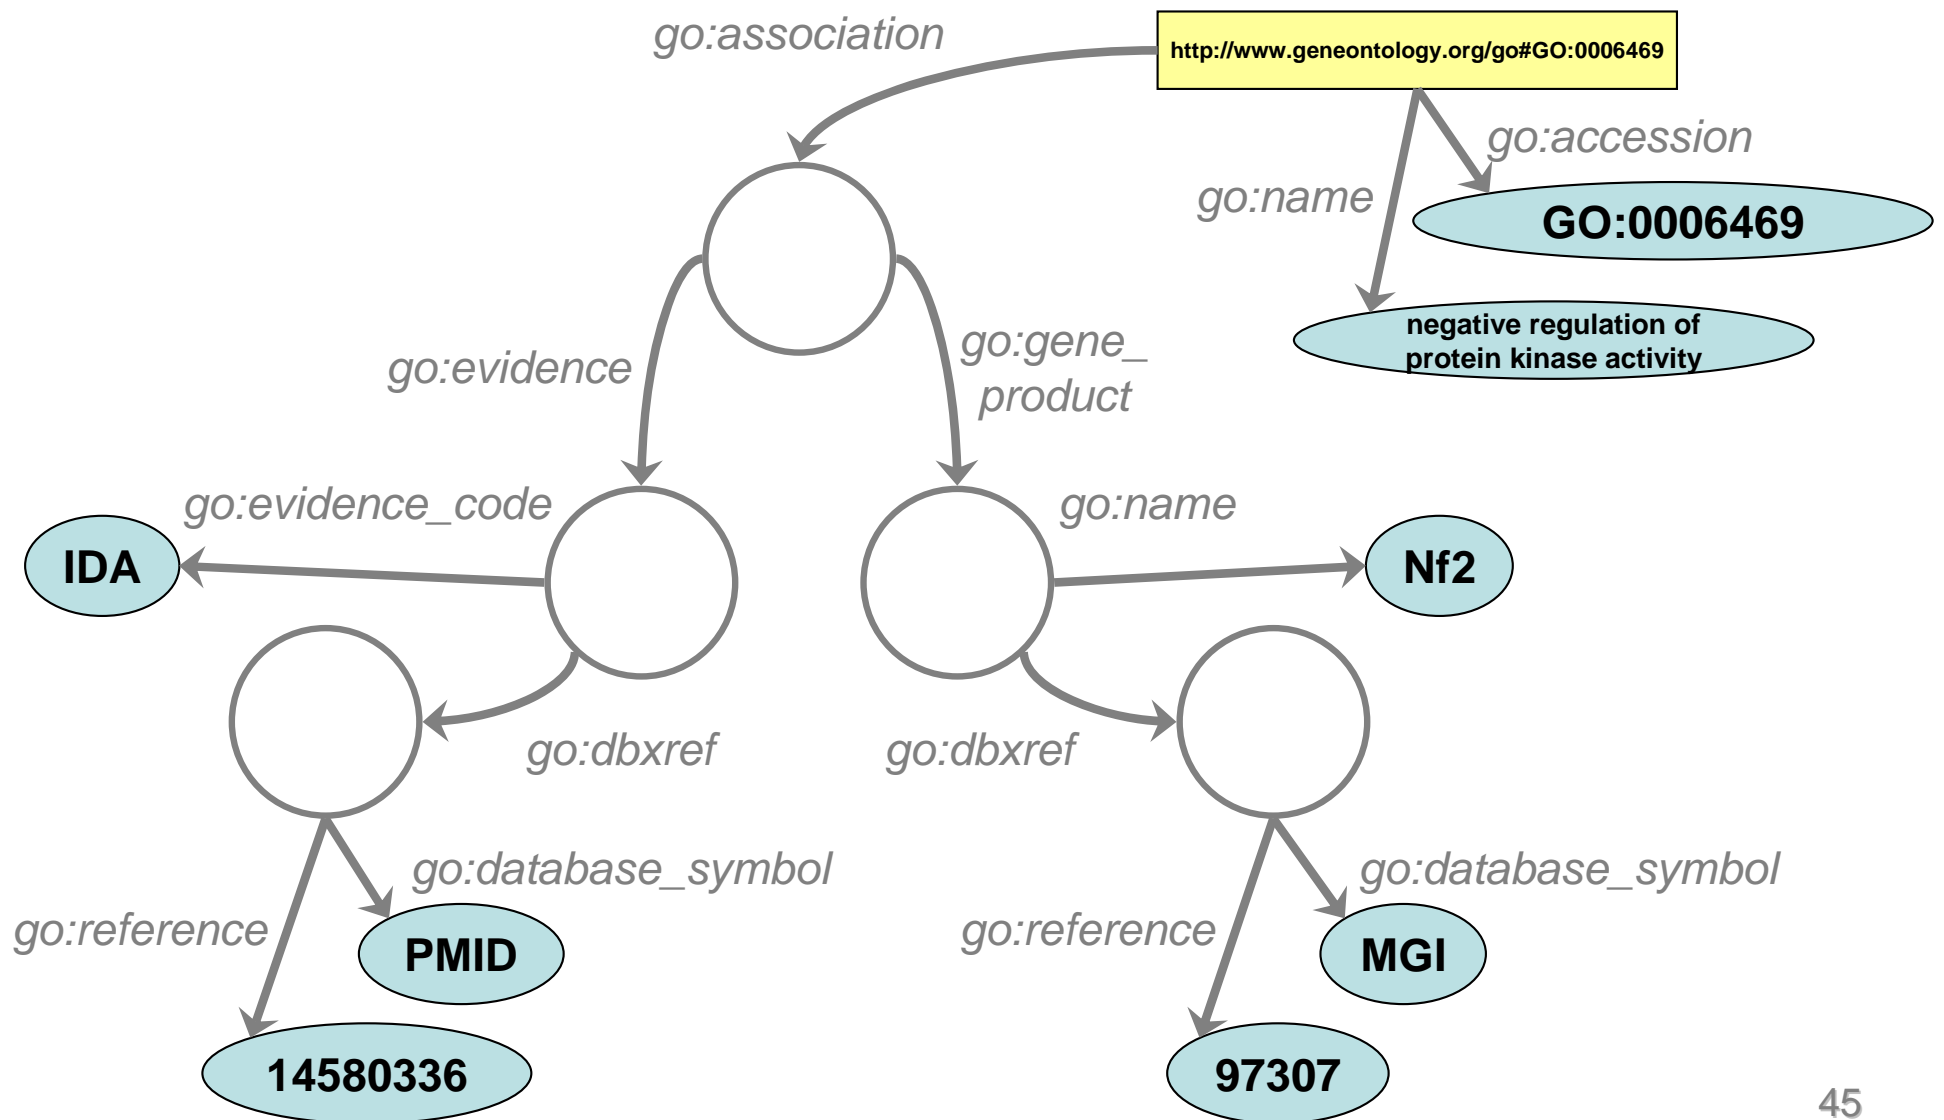 go:association
http://www.geneontology.org/go#GO:0006469
go:accession
go:name
GO:0006469
negative regulation of
protein kinase activity
go:evidence
go:gene_
product
go:evidence_code
go:name
IDA
Nf2
go:dbxref
go:dbxref
go:database_symbol
go:database_symbol
go:reference
go:reference
PMID
MGI
14580336
97307
45